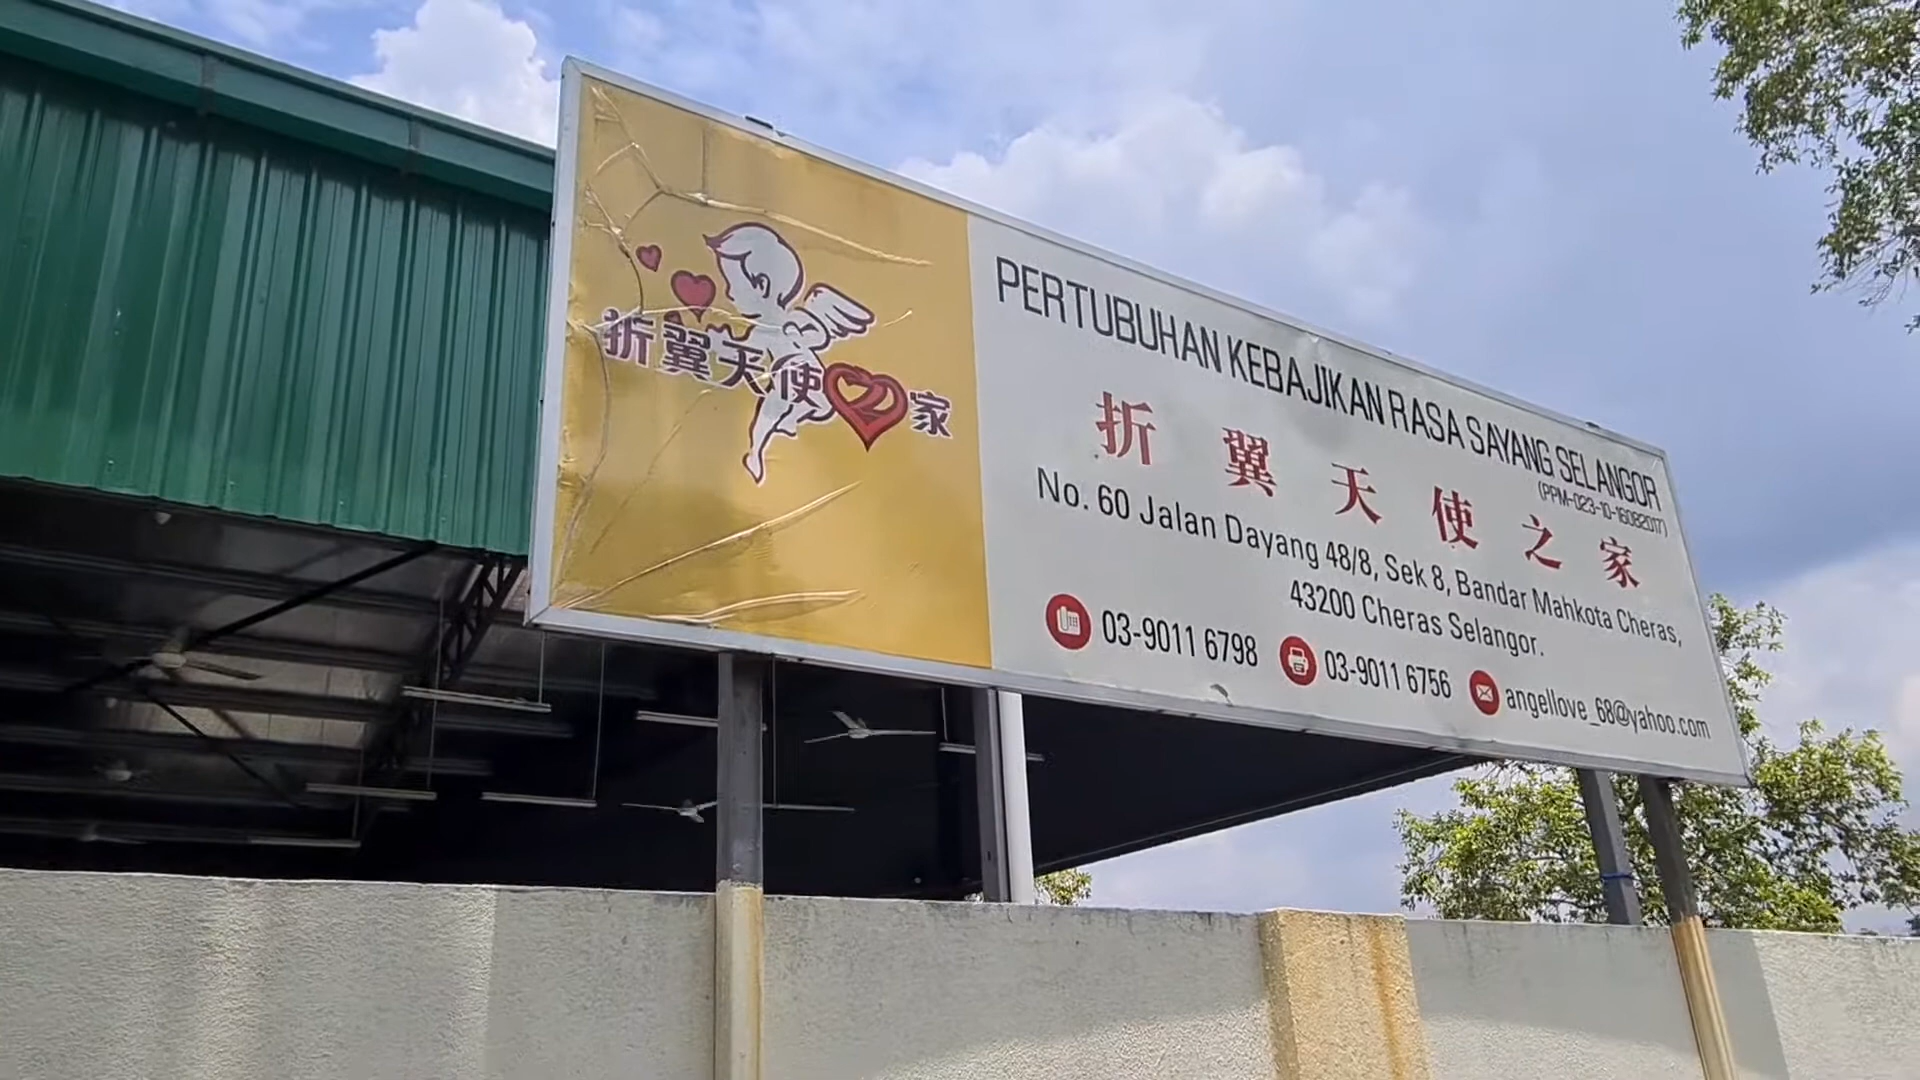 折翼天使之家
PERTUBUHAN KEBAJIKAN RASA SAYANG SELANGOR
(PPM-023-10-16082017)
折翼天使之家
No. 60 Jalan Dayang 48/8, Sek 8, Bandar Mahkota Cheras,
43200 Cheras Selangor.
03-9011 6798 03-9011 6756 angellove_68@yahoo.com